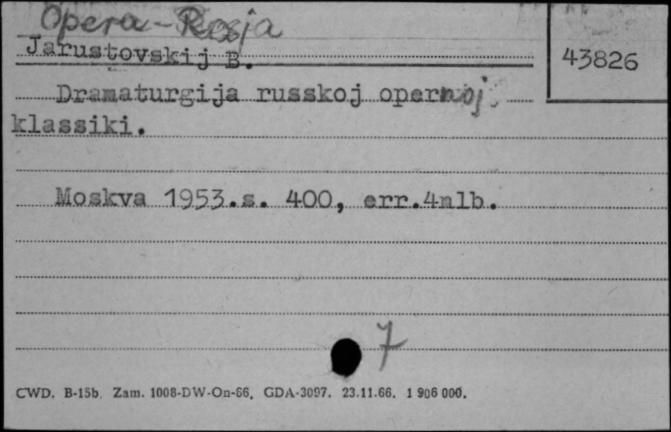 Opera-Rosja
Jarustovskij B.
43826
Dramaturgija russkoj opernoj
klassiki.
Moskva 1953.s. 400, err.4nlb.
7
CWD. B-15b. Zam. 1008-DW-On-66. GDA-3097. 23.11.66. 1 906 000.